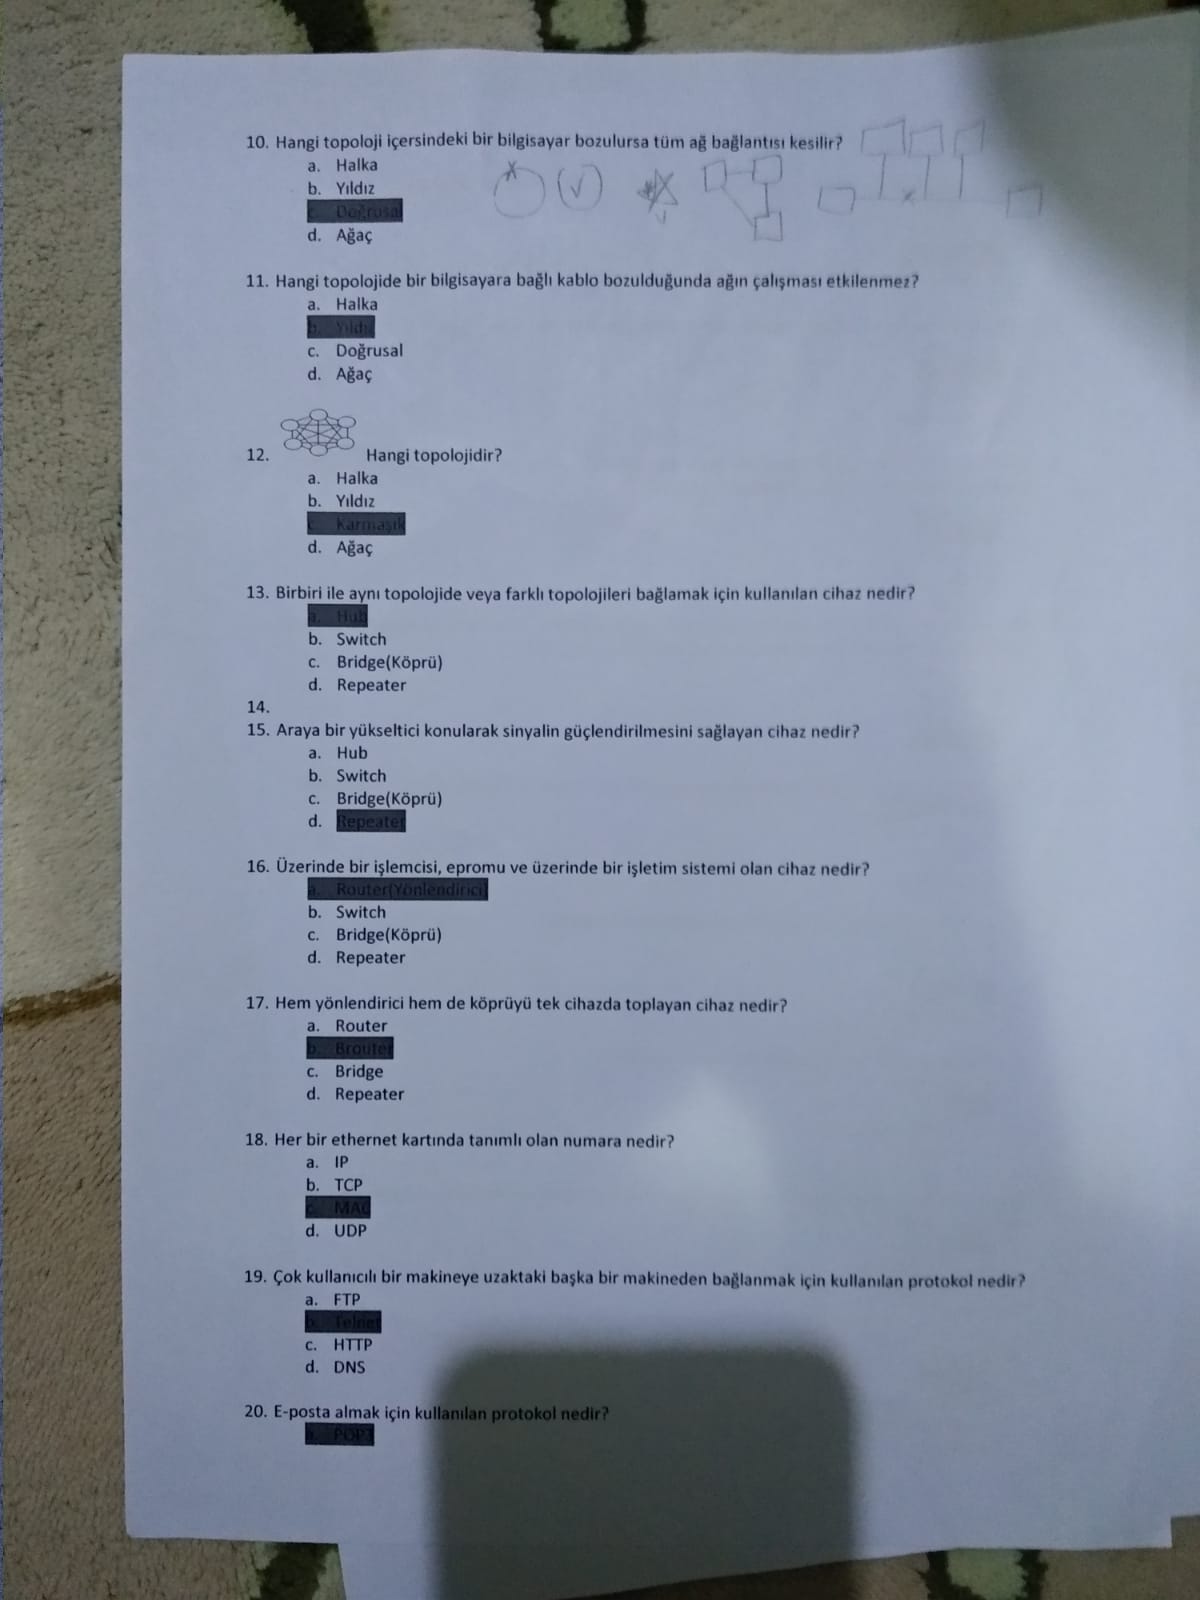 10. Hangi topoloji içersindeki bir bilgisayar bozulursa tüm ağ bağlantısı kesilir?
a. Halka
b. Yıldız
c. Doğrusal
d. Ağaç
11. Hangi topolojide bir bilgisayara bağlı kablo bozulduğunda ağın çalışması etkilenmez?
a. Halka
b. Yıldız
c. Doğrusal
d. Ağaç
12. Hangi topolojidir?
a. Halka
b. Yıldız
c. Karmaşık
d. Ağaç
13. Birbiri ile aynı topolojide veya farklı topolojileri bağlamak için kullanılan cihaz nedir?
a. Hub
b. Switch
c. Bridge(Köprü)
d. Repeater
14.
15. Araya bir yükseltici konularak sinyalin güçlendirilmesini sağlayan cihaz nedir?
a. Hub
b. Switch
c. Bridge(Köprü)
d. Repeater
16. Üzerinde bir işlemcisi, epromu ve üzerinde bir işletim sistemi olan cihaz nedir?
a. Router(Yönlendirici)
b. Switch
c. Bridge(Köprü)
d. Repeater
17. Hem yönlendirici hem de köprüyü tek cihazda toplayan cihaz nedir?
a. Router
b. Brouter
c. Bridge
d. Repeater
18. Her bir ethernet kartında tanımlı olan numara nedir?
a. IP
b. TCP
c. MAC
d. UDP
19. Çok kullanıcılı bir makineye uzaktaki başka bir makineden bağlanmak için kullanılan protokol nedir?
a. FTP
b. Telnet
c. HTTP
d. DNS
20. E-posta almak için kullanılan protokol nedir?
a. POP3